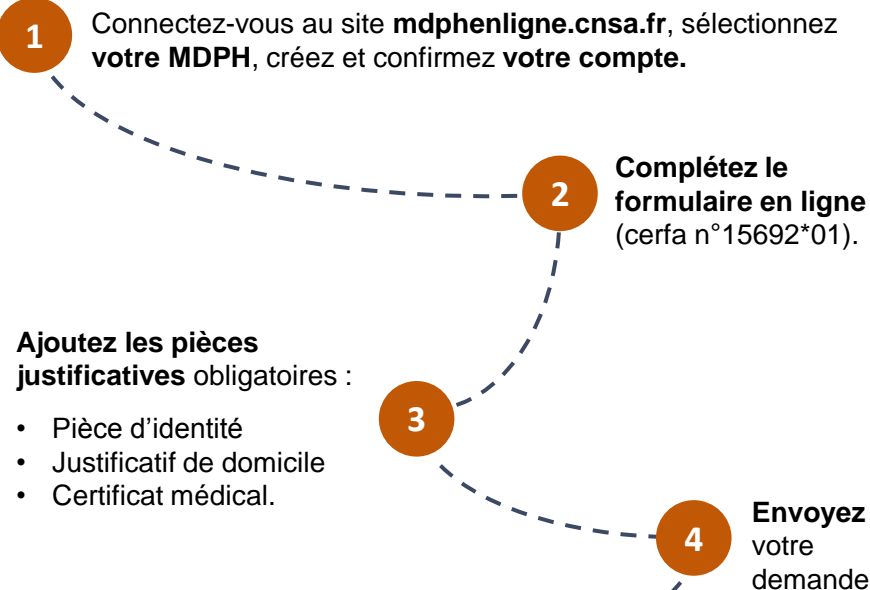 1
Connectez-vous au site mdphenligne.cnsa.fr, sélectionnez
votre MDPH, créez et confirmez votre compte.
2
Complétez le
formulaire en ligne
(cerfa n°15692*01).
Ajoutez les pièces
justificatives obligatoires :
• Pièce d’identité
• Justificatif de domicile
• Certificat médical.
3
4
Envoyez
votre
demande